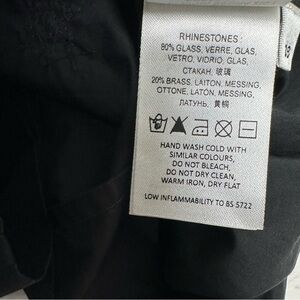 RHINESTONES:
80% GLASS, VERRE, GLAS,
VETRO, VIDRIO, GLAS,
СТАКАН, 玻璃
20% BRASS, LAITON, MESSING,
OTTONE, LATÓN, MESSING,
ЛАТУНЬ, 黄铜
HAND WASH COLD WITH
SIMILAR COLOURS,
DO NOT BLEACH,
DO NOT DRY CLEAN,
WARM IRON, DRY FLAT
LOW INFLAMMABILITY TO BS 5722